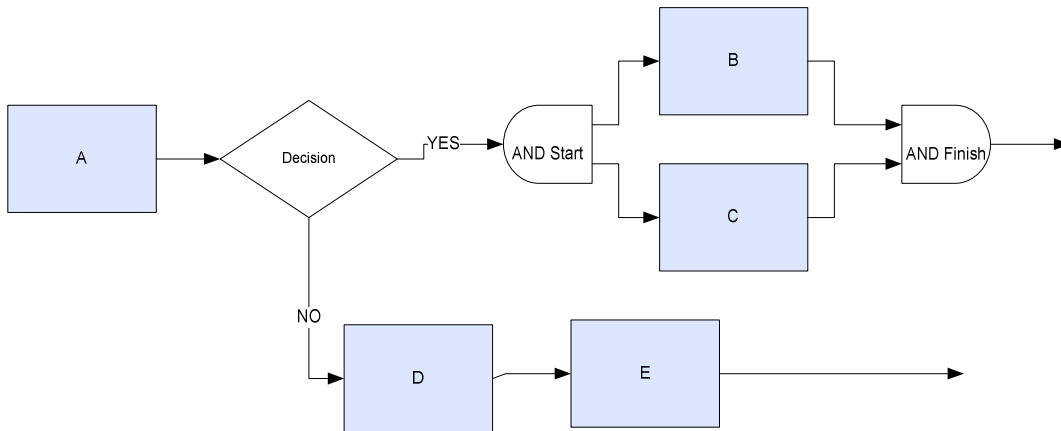 A
Decision
YES
AND Start
B
C
AND Finish
NO
D
E